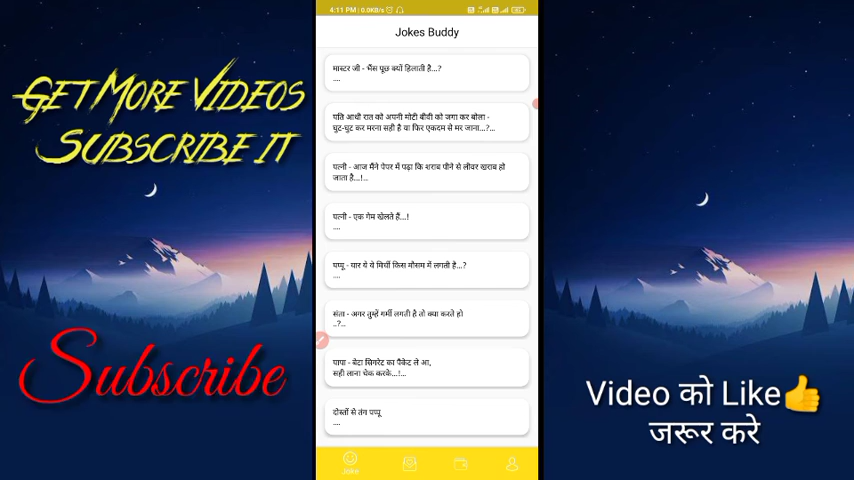 GET MORE VIDEOS
SUBSCRIBE IT
Subscribe
4:11 PM | 0.0KB/s
Jokes Buddy
मास्टर जी - भैंस पूछ क्यों हिलाती है...?
....
पति आधी रात को अपनी मोटी बीवी को जगा कर बोला -
घुट-घुट कर मरना सही है या फिर एकदम से मर जाना...?...
पत्नी - आज मैंने पेपर में पढ़ा कि शराब पीने से लीवर खराब हो
जाता है...!...
पत्नी - एक गेम खेलते हैं...!
....
पप्पू - यार ये ये मिर्ची किस मौसम में लगती है...?
....
संता - अगर तुम्हें गर्मी लगती है तो क्या करते हो
..?..
पापा - बेटा सिगरेट का पैकेट ले आ,
सही लाना चेक करके...!...
दोस्तों से तंग पप्पू
....
Joke
Video को Like👍
जरूर करे